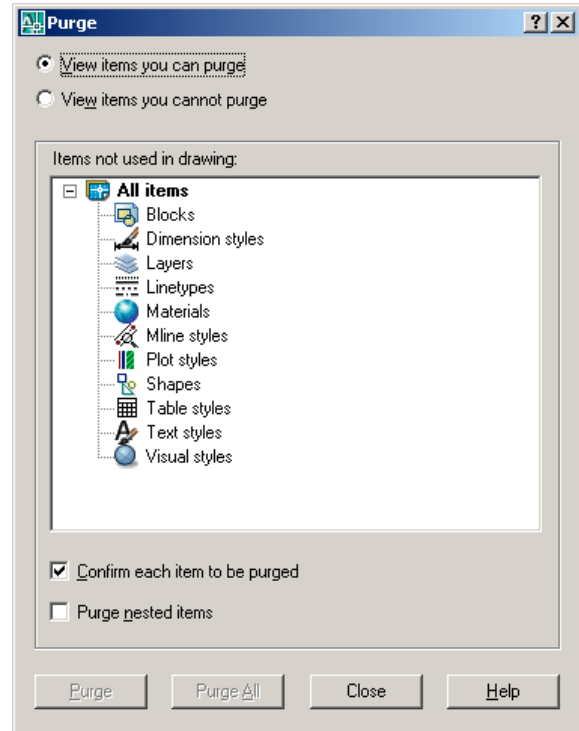 Purge
View items you can purge
View items you cannot purge
Items not used in drawing:
All items
Blocks
Dimension styles
Layers
Linetypes
Materials
Mline styles
Plot styles
Shapes
Table styles
Text styles
Visual styles
Confirm each item to be purged
Purge nested items
Purge Purge All Close Help